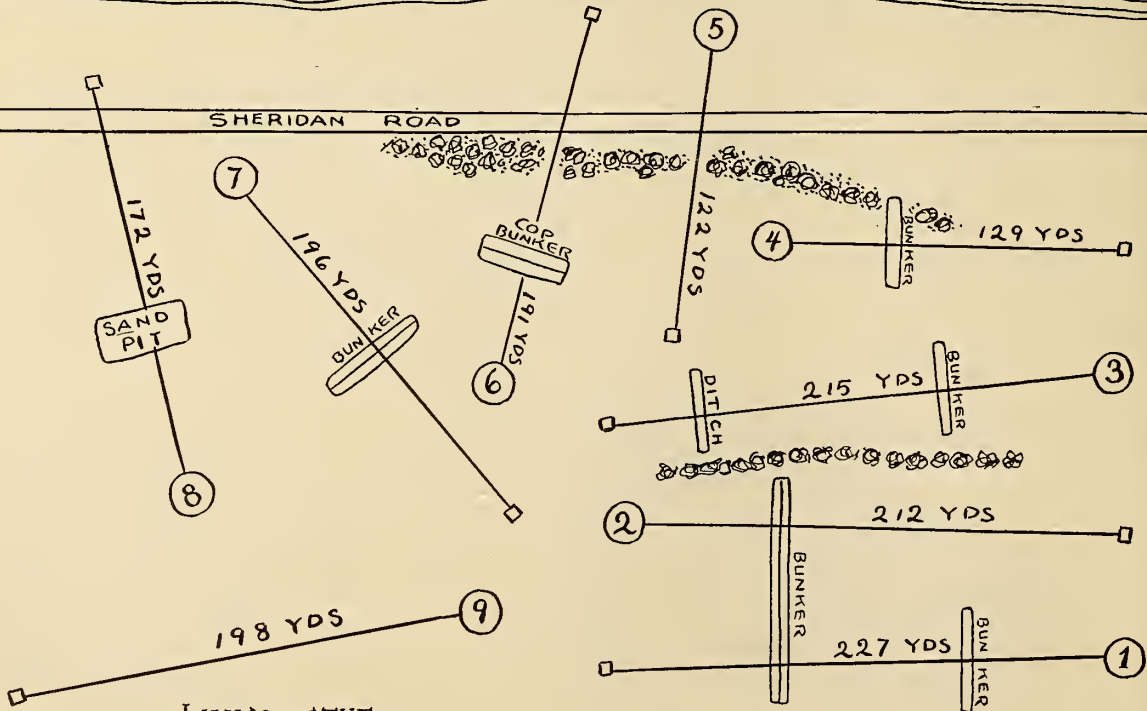 5
SHERIDAN ROAD
7
172 YDS
196 YDS
COP
BUNKER
122 YDS
4
BUNKER
129 YDS
SAND
PIT
BUNKER
191 YDS
6
DITCH
215 YDS
BUNKER
3
8
2
212 YDS
BUNKER
198 YDS
9
227 YDS
BUNKER
1